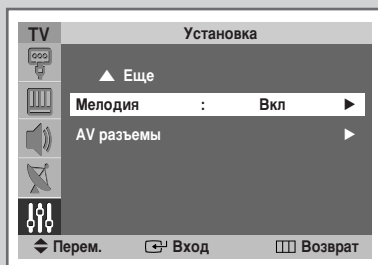 TV Установка
▲ Еще
Мелодия : Вкл ▶
AV разъемы ▶
Перем. Вход Возврат